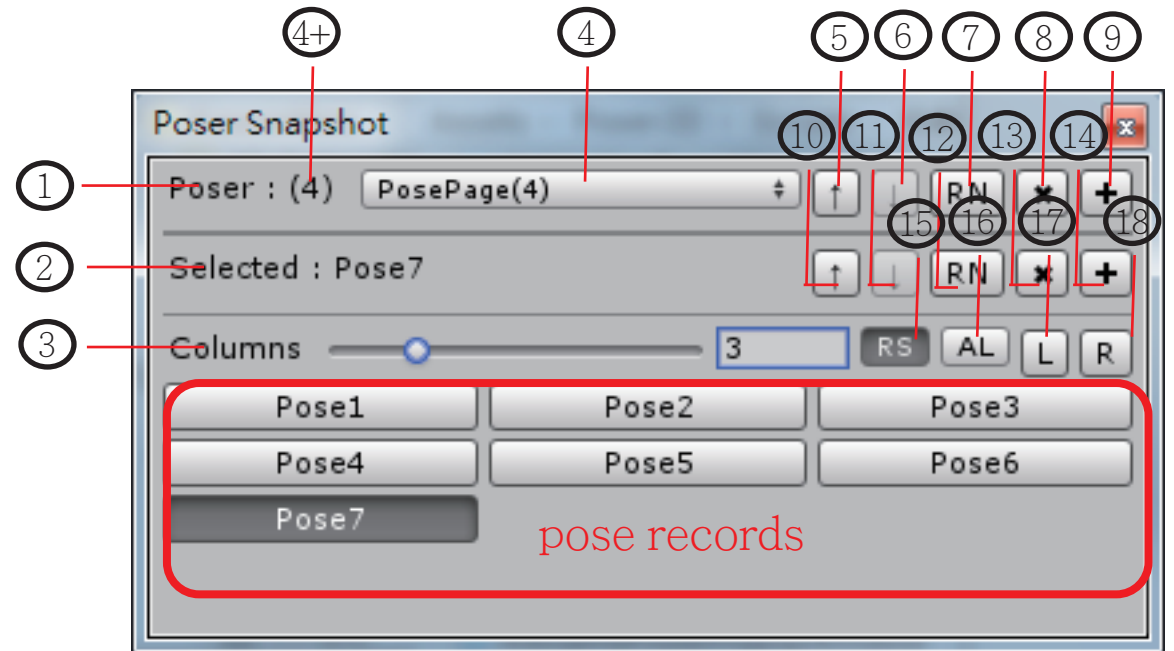 4+ 4 5 6 7 8 9
Poser Snapshot x
10 11 12 13 14
1 Poser : (4) PosePage(4) ↑ ↓ RN ✖ +
15 16 17 18
2 Selected : Pose7 ↑ ↓ RN ✖ +
3 Columns 3 RS AL L R
Pose1 Pose2 Pose3
Pose4 Pose5 Pose6
Pose7
pose records